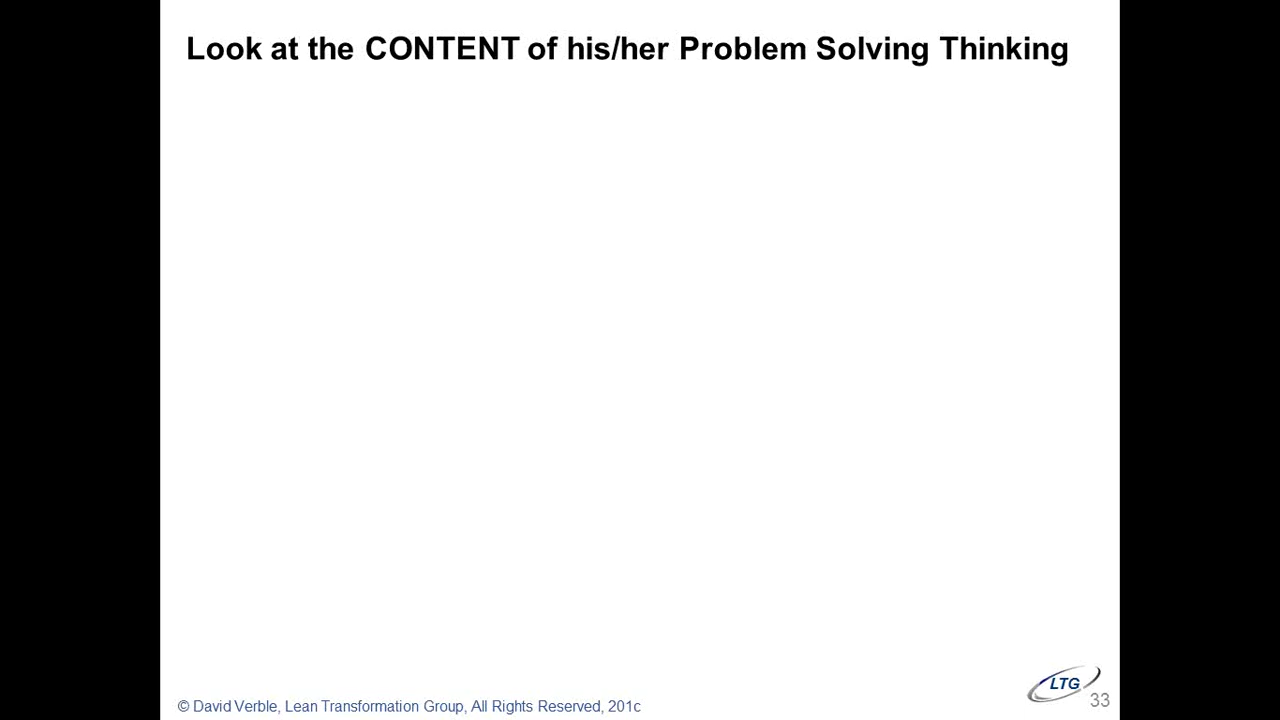 Look at the CONTENT of his/her Problem Solving Thinking
LTG
33
© David Verble, Lean Transformation Group, All Rights Reserved, 201c